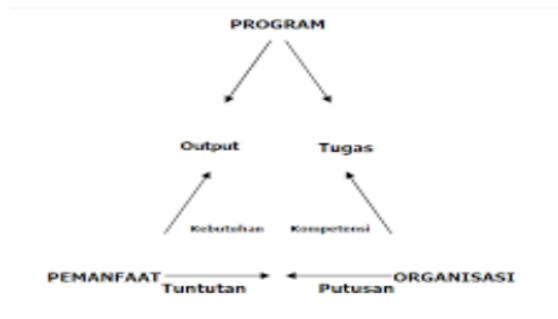 PROGRAM
Output Tugas
Kebutuhan Kompetensi
PEMANFAAT ORGANISASI
Tuntutan Putusan